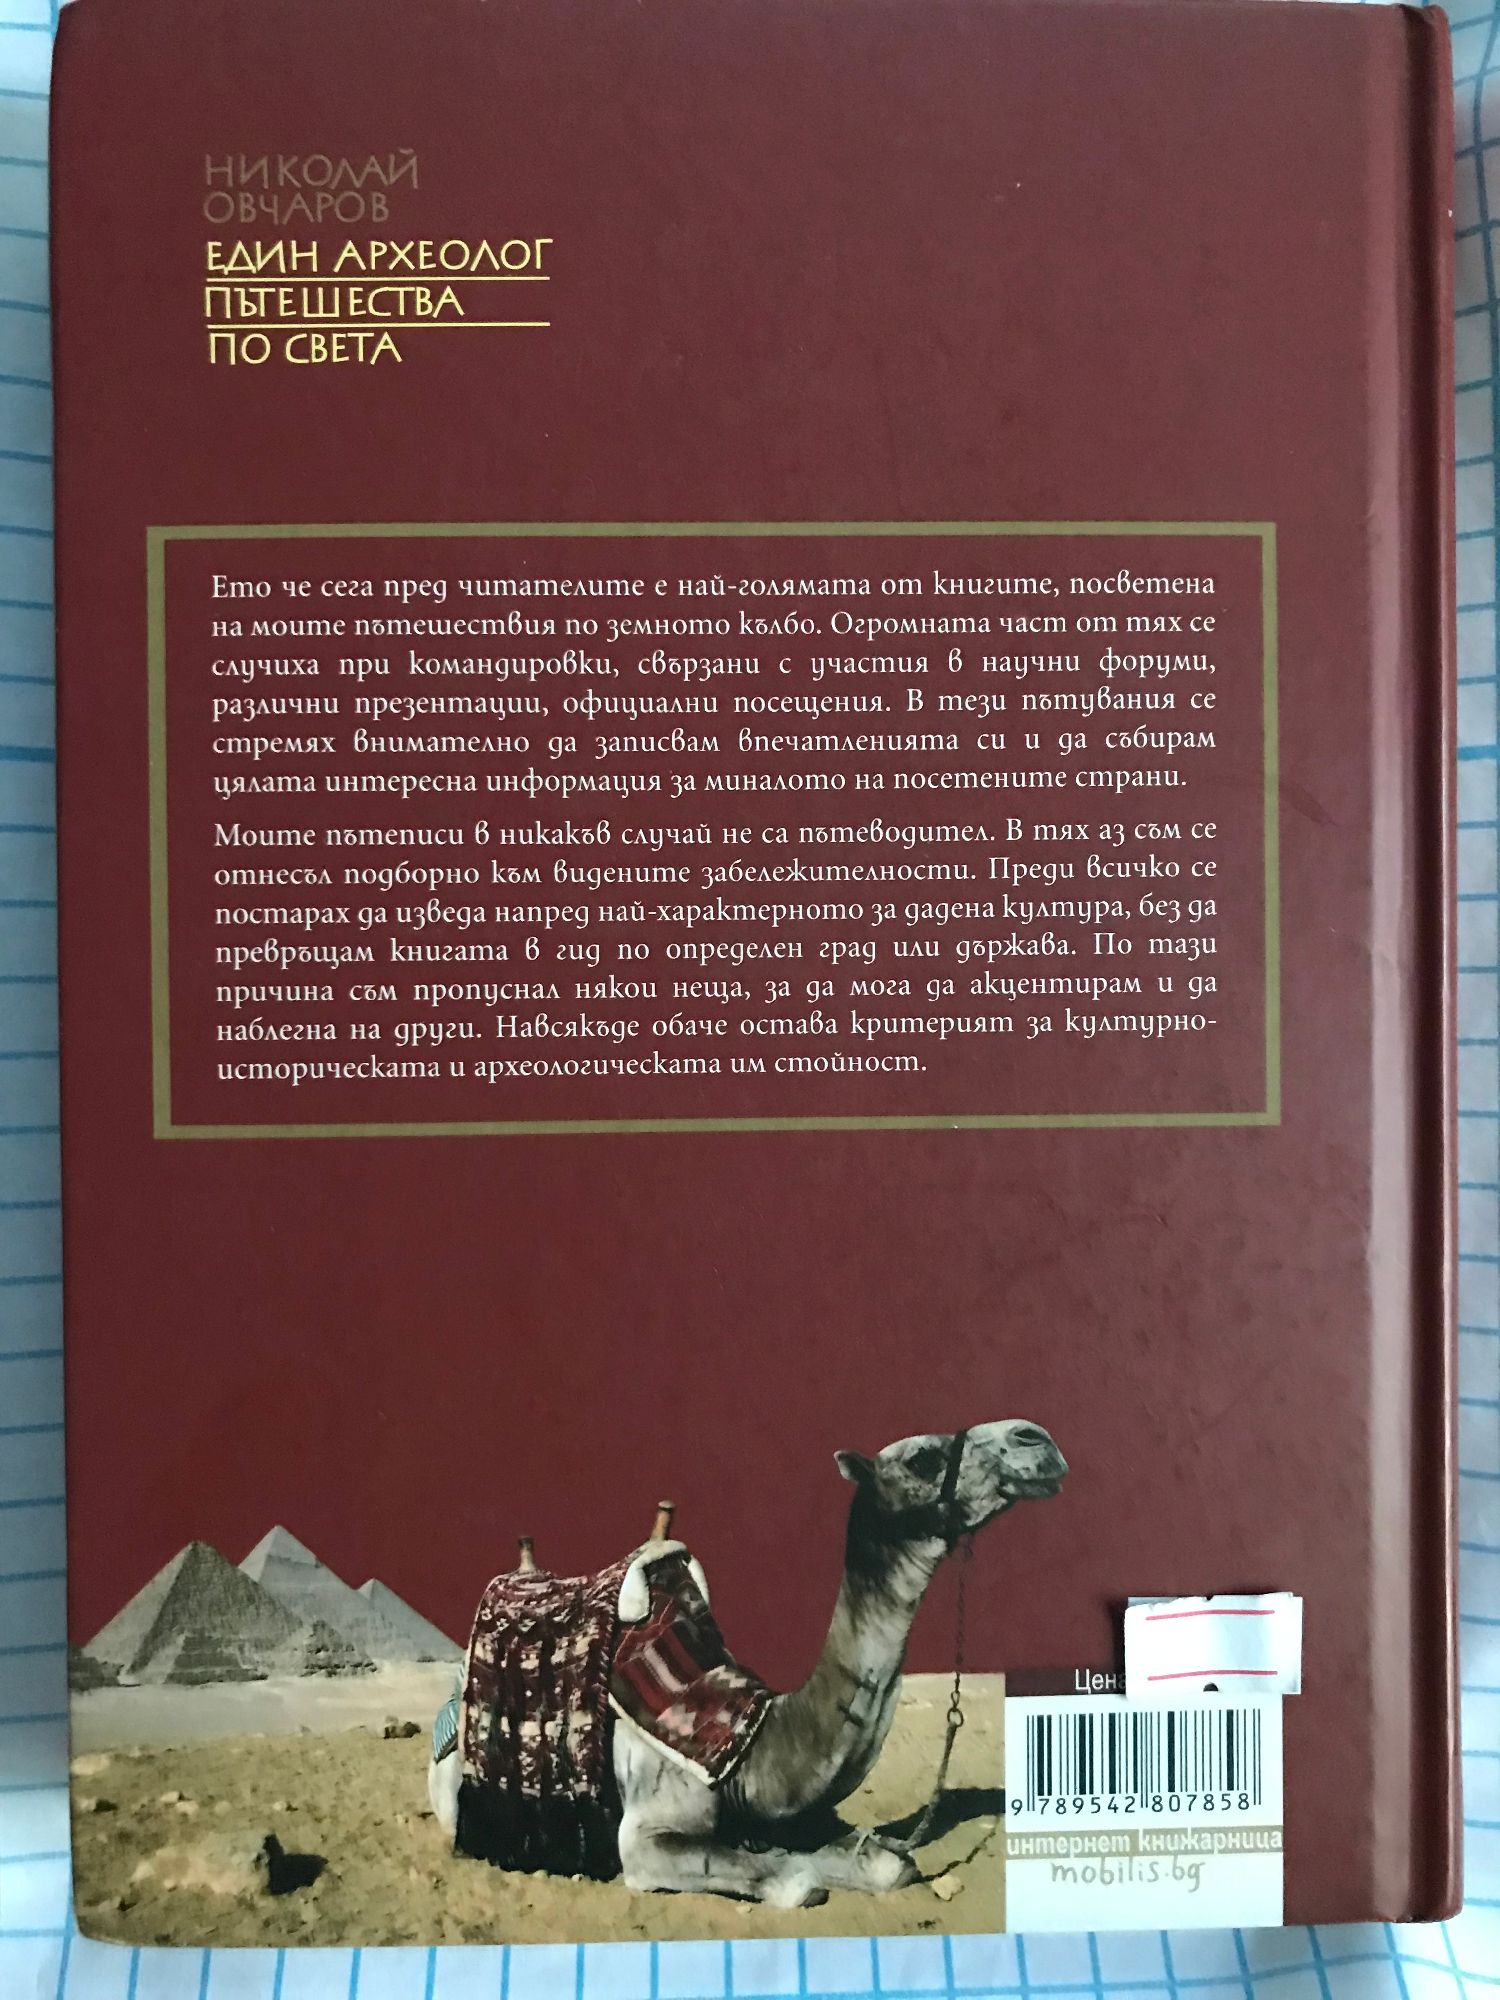 НИКОЛАЙ
ОВЧАРОВ
ЕДИН АРХЕОЛОГ
ПЪТЕШЕСТВА
ПО СВЕТА
Ето че сега пред читателите е най-голямата от книгите, посветена
на моите пътешествия по земното кълбо. Огромната част от тях се
случиха при командировки, свързани с участия в научни форуми,
различни презентации, официални посещения. В тези пътувания се
стремях внимателно да записвам впечатленията си и да събирам
цялата интересна информация за миналото на посетените страни.
Моите пътеписи в никакъв случай не са пътеводител. В тях аз съм се
отнесъл подборно към видените забележителности. Преди всичко се
постарах да изведа напред най-характерното за дадена култура, без да
превръщам книгата в гид по определен град или държава. По тази
причина съм пропуснал някои неща, за да мога да акцентирам и да
наблегна на други. Навсякъде обаче остава критерият за културно-
историческата и археологическата им стойност.
Цена
9 789542 807858
интернет книжарница
mobilis.bg